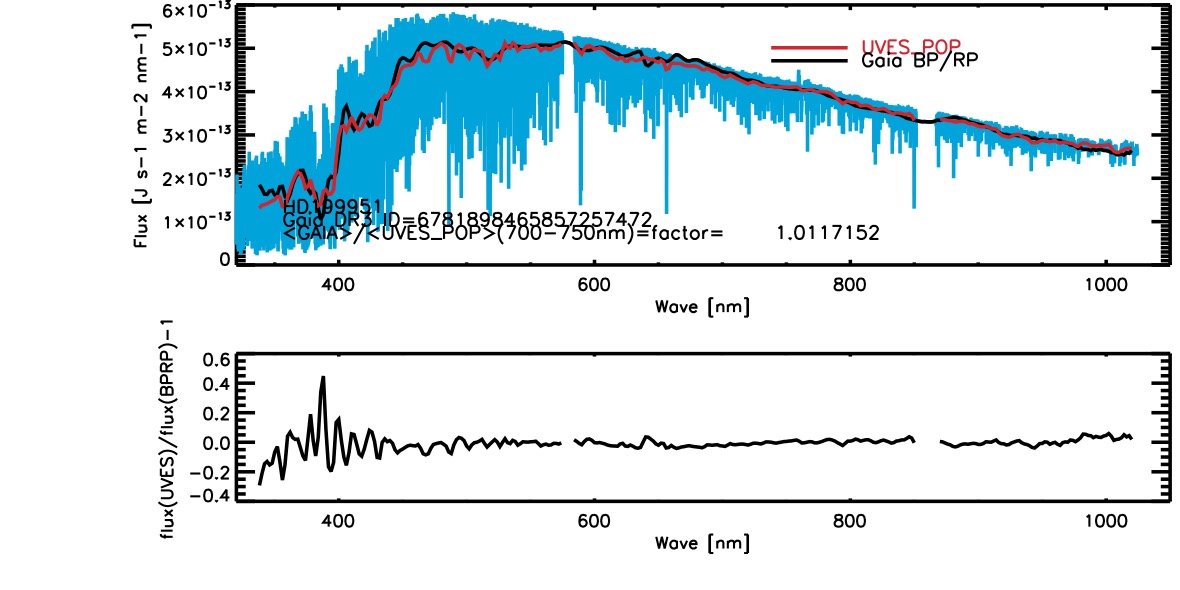 6×10⁻¹³
5×10⁻¹³
4×10⁻¹³
3×10⁻¹³
2×10⁻¹³
1×10⁻¹³
0
Flux [J s−1 m−2 nm−1]
UVES_POP
Gaia BP/RP
HD199951
Gaia DR3 ID=6781898465857257472
<GAIA>/<UVES_POP>(700−750nm)=factor= 1.0117152
400 600 800 1000
Wave [nm]
0.6
0.4
0.2
0.0
−0.2
−0.4
flux(UVES)/flux(BPRP)−1
400 600 800 1000
Wave [nm]